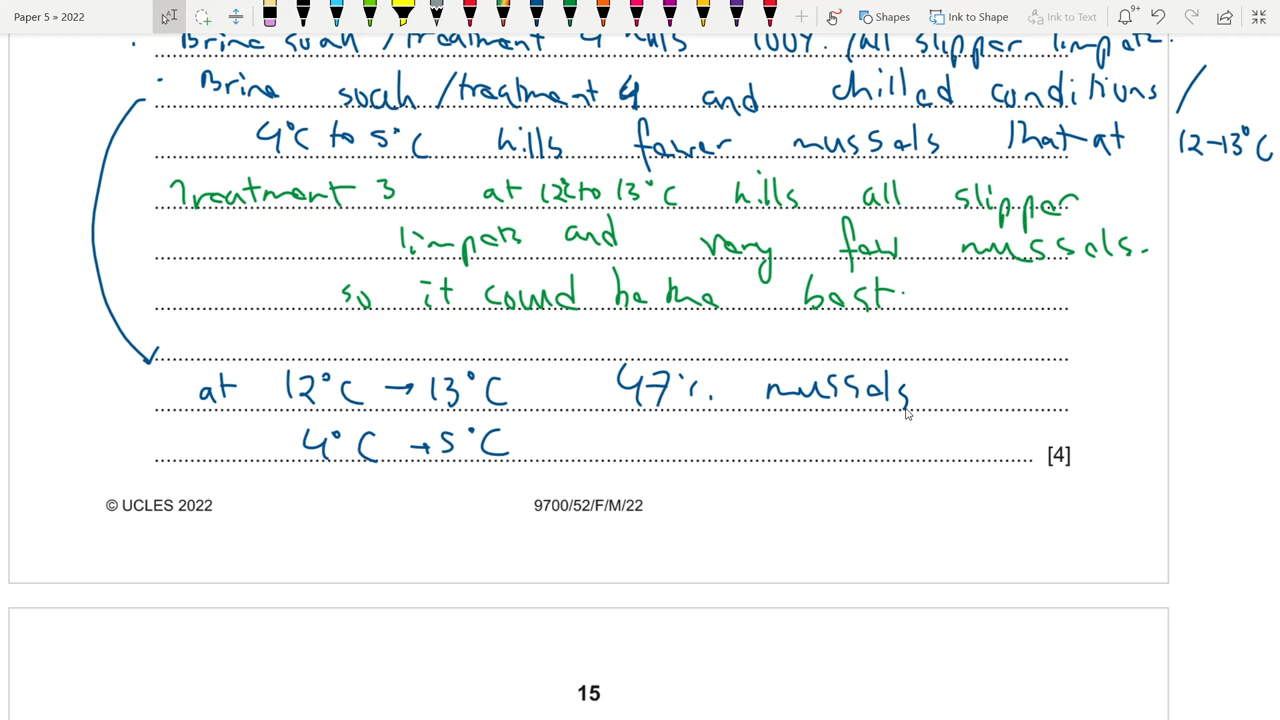 Paper 5 » 2022
Shapes
Ink to Shape
Ink to Text
9+
Brine soak / treatment 4 kills 100% / all slipper limpets.
Brine soak / treatment 4 and chilled conditions /
4°C to 5°C kills fewer mussels that at 12-13°C
Treatment 3 at 12°C to 13°C kills all slipper
limpets and very few mussels.
so it could be the best.
at 12°C → 13°C 47% mussels
4°C → 5°C
[4]
© UCLES 2022
9700/52/F/M/22
15